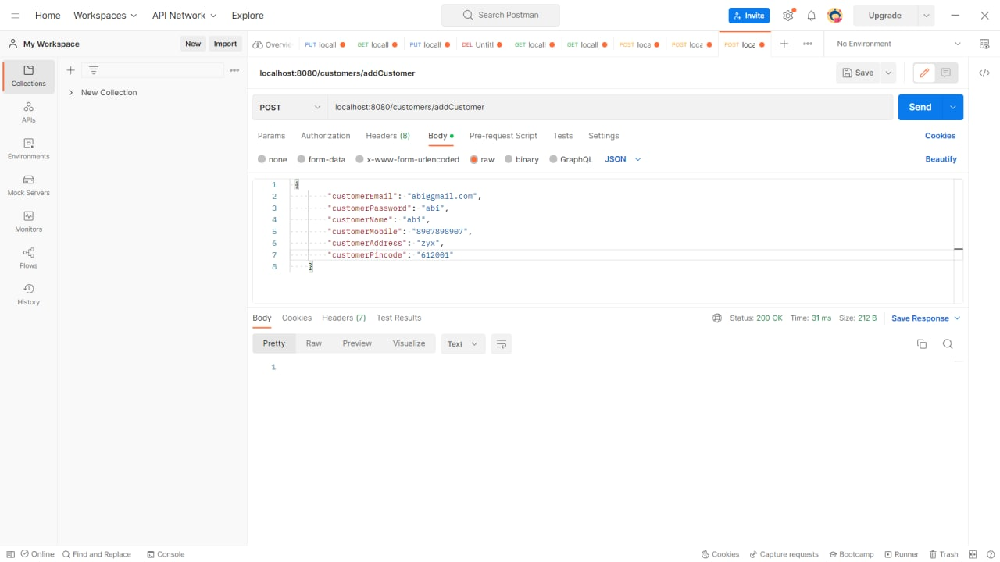 Home Workspaces API Network Explore Search Postman Invite Upgrade
My Workspace New Import Overvie PUT locall GET locall PUT locall DEL Untitl GET locall GET locall POST loca POST loca POST loca No Environment
Collections
APIs
Environments
Mock Servers
Monitors
Flows
History
New Collection
localhost:8080/customers/addCustomer Save
POST localhost:8080/customers/addCustomer Send
Params Authorization Headers (8) Body Pre-request Script Tests Settings Cookies
none form-data x-www-form-urlencoded raw binary GraphQL JSON Beautify
1 {
2 "customerEmail": "abi@gmail.com",
3 "customerPassword": "abi",
4 "customerName": "abi",
5 "customerMobile": "8907898907",
6 "customerAddress": "zyx",
7 "customerPincode": "612001"
8 }
Body Cookies Headers (7) Test Results Status: 200 OK Time: 31 ms Size: 212 B Save Response
Pretty Raw Preview Visualize Text
1
Online Find and Replace Console Cookies Capture requests Bootcamp Runner Trash